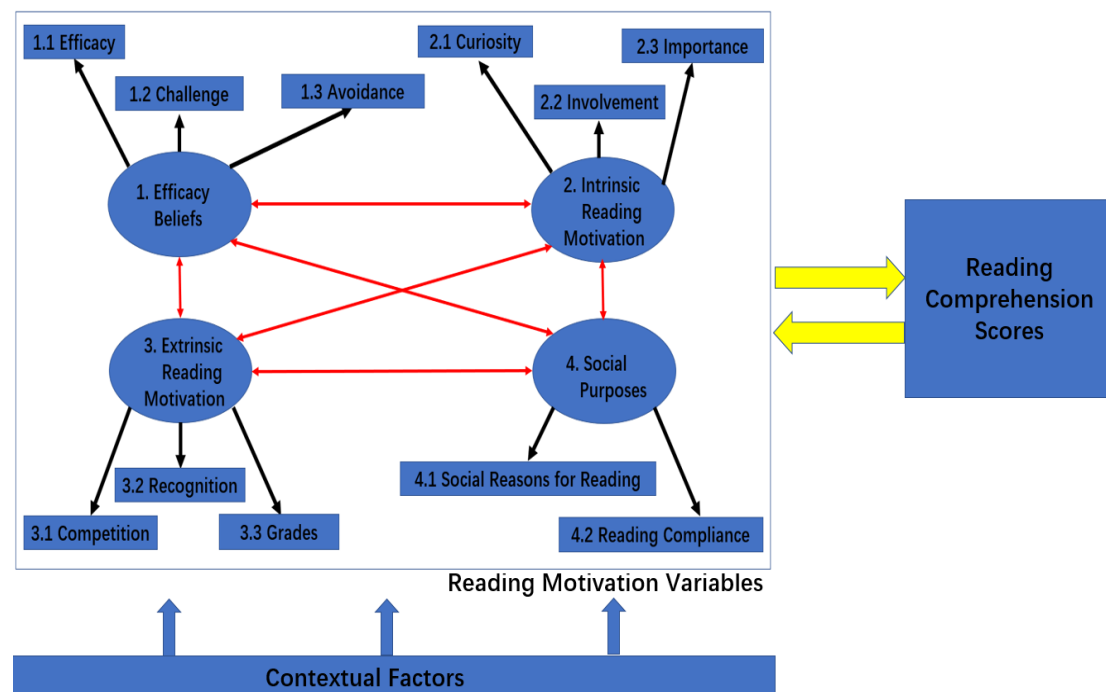 1.1 Efficacy
2.1 Curiosity
2.3 Importance
1.2 Challenge
1.3 Avoidance
2.2 Involvement
1. Efficacy
Beliefs
2. Intrinsic
Reading
Motivation
Reading
Comprehension
Scores
3. Extrinsic
Reading
Motivation
4. Social
Purposes
3.2 Recognition
4.1 Social Reasons for Reading
3.1 Competition
3.3 Grades
4.2 Reading Compliance
Reading Motivation Variables
Contextual Factors